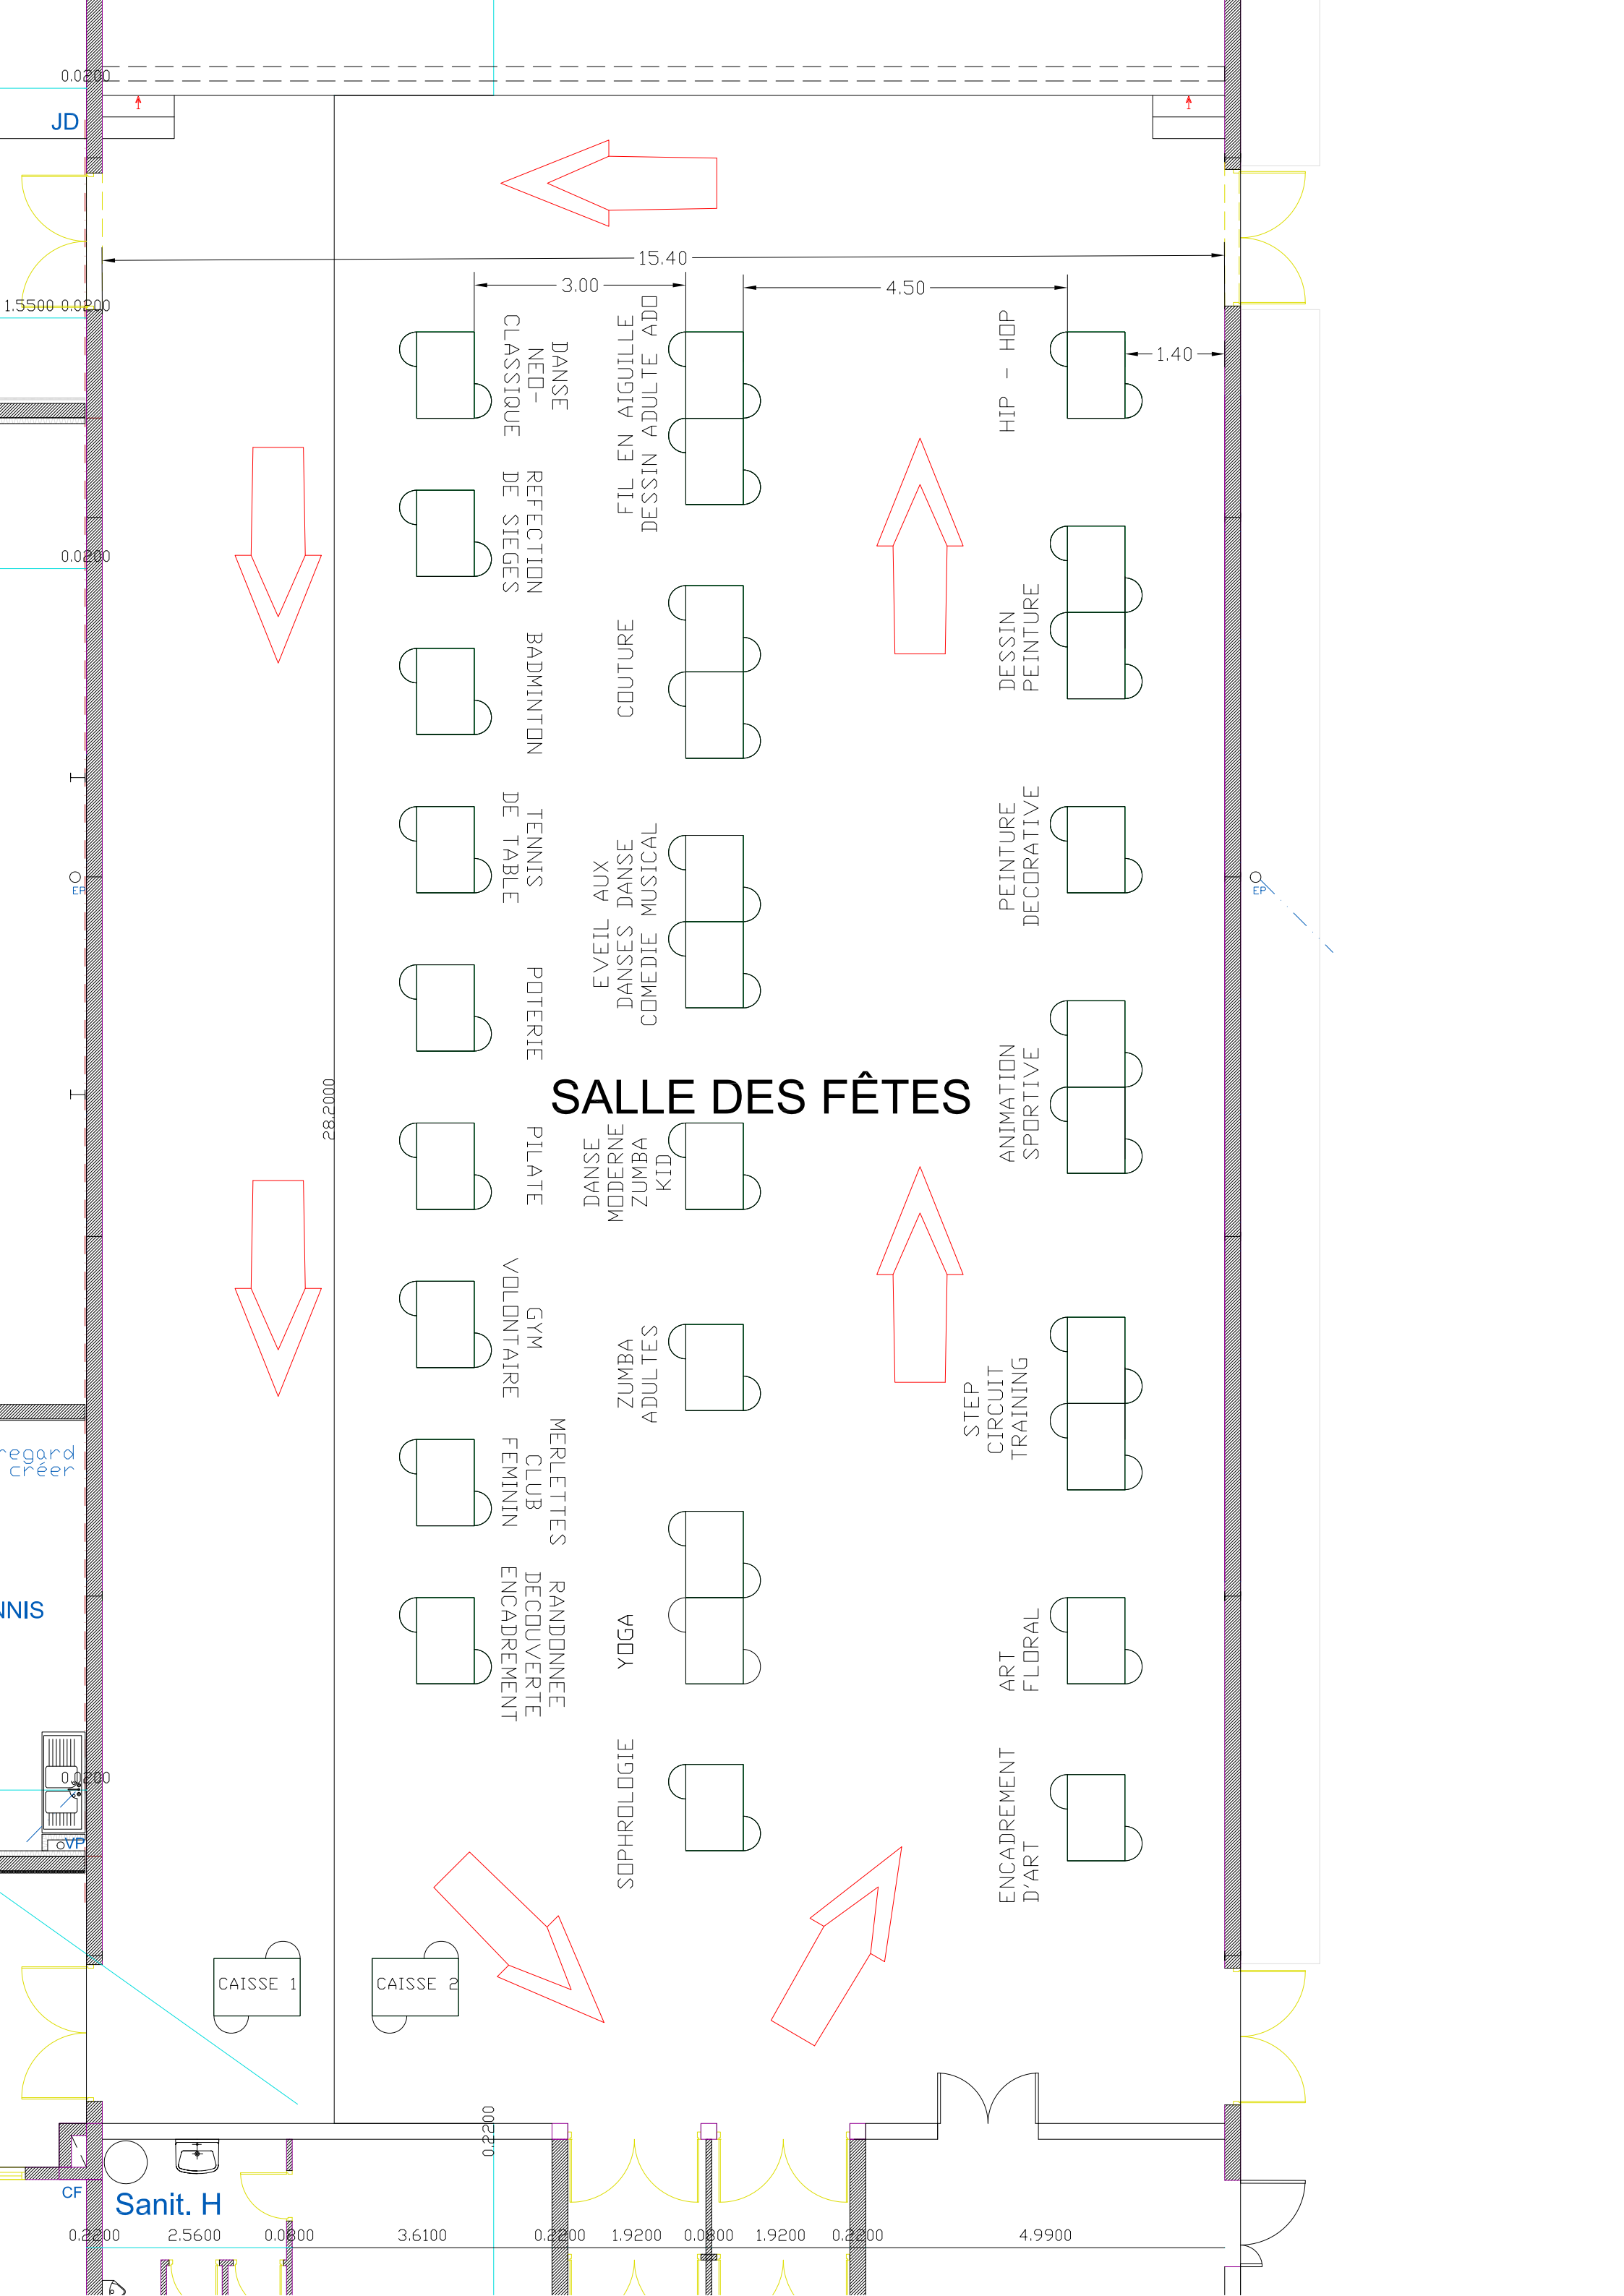 0.0200
JD
15.40
1.5500 0.0200
3.00
4.50
1.40
DANSE
NEO-
CLASSIQUE
FIL EN AIGUILLE
DESSIN ADULTE ADO
HIP - HOP
REFECTION
DE SIEGES
0.0200
COUTURE
DESSIN
PEINTURE
BADMINTON
TENNIS
DE TABLE
EVEIL AUX
DANSES DANSE
COMEDIE MUSICAL
PEINTURE
DECORATIVE
EP
EP
POTERIE
28.2000
SALLE DES FÊTES
ANIMATION
SPORTIVE
PILATE
DANSE
MODERNE
ZUMBA
KID
GYM
VOLONTAIRE
ZUMBA
ADULTES
STEP
CIRCUIT
TRAINING
regard
créer
MERLETTES
CLUB
FEMININ
RANDONNEE
DECOUVERTE
ENCADREMENT
YOGA
ART
FLORAL
NNIS
0.0200
VP
SOPHROLOGIE
ENCADREMENT
D'ART
CAISSE 1
CAISSE 2
0.2200
CF
Sanit. H
0.2200
2.5600
0.0800
3.6100
0.2200
1.9200
0.0800
1.9200
0.2200
4.9900